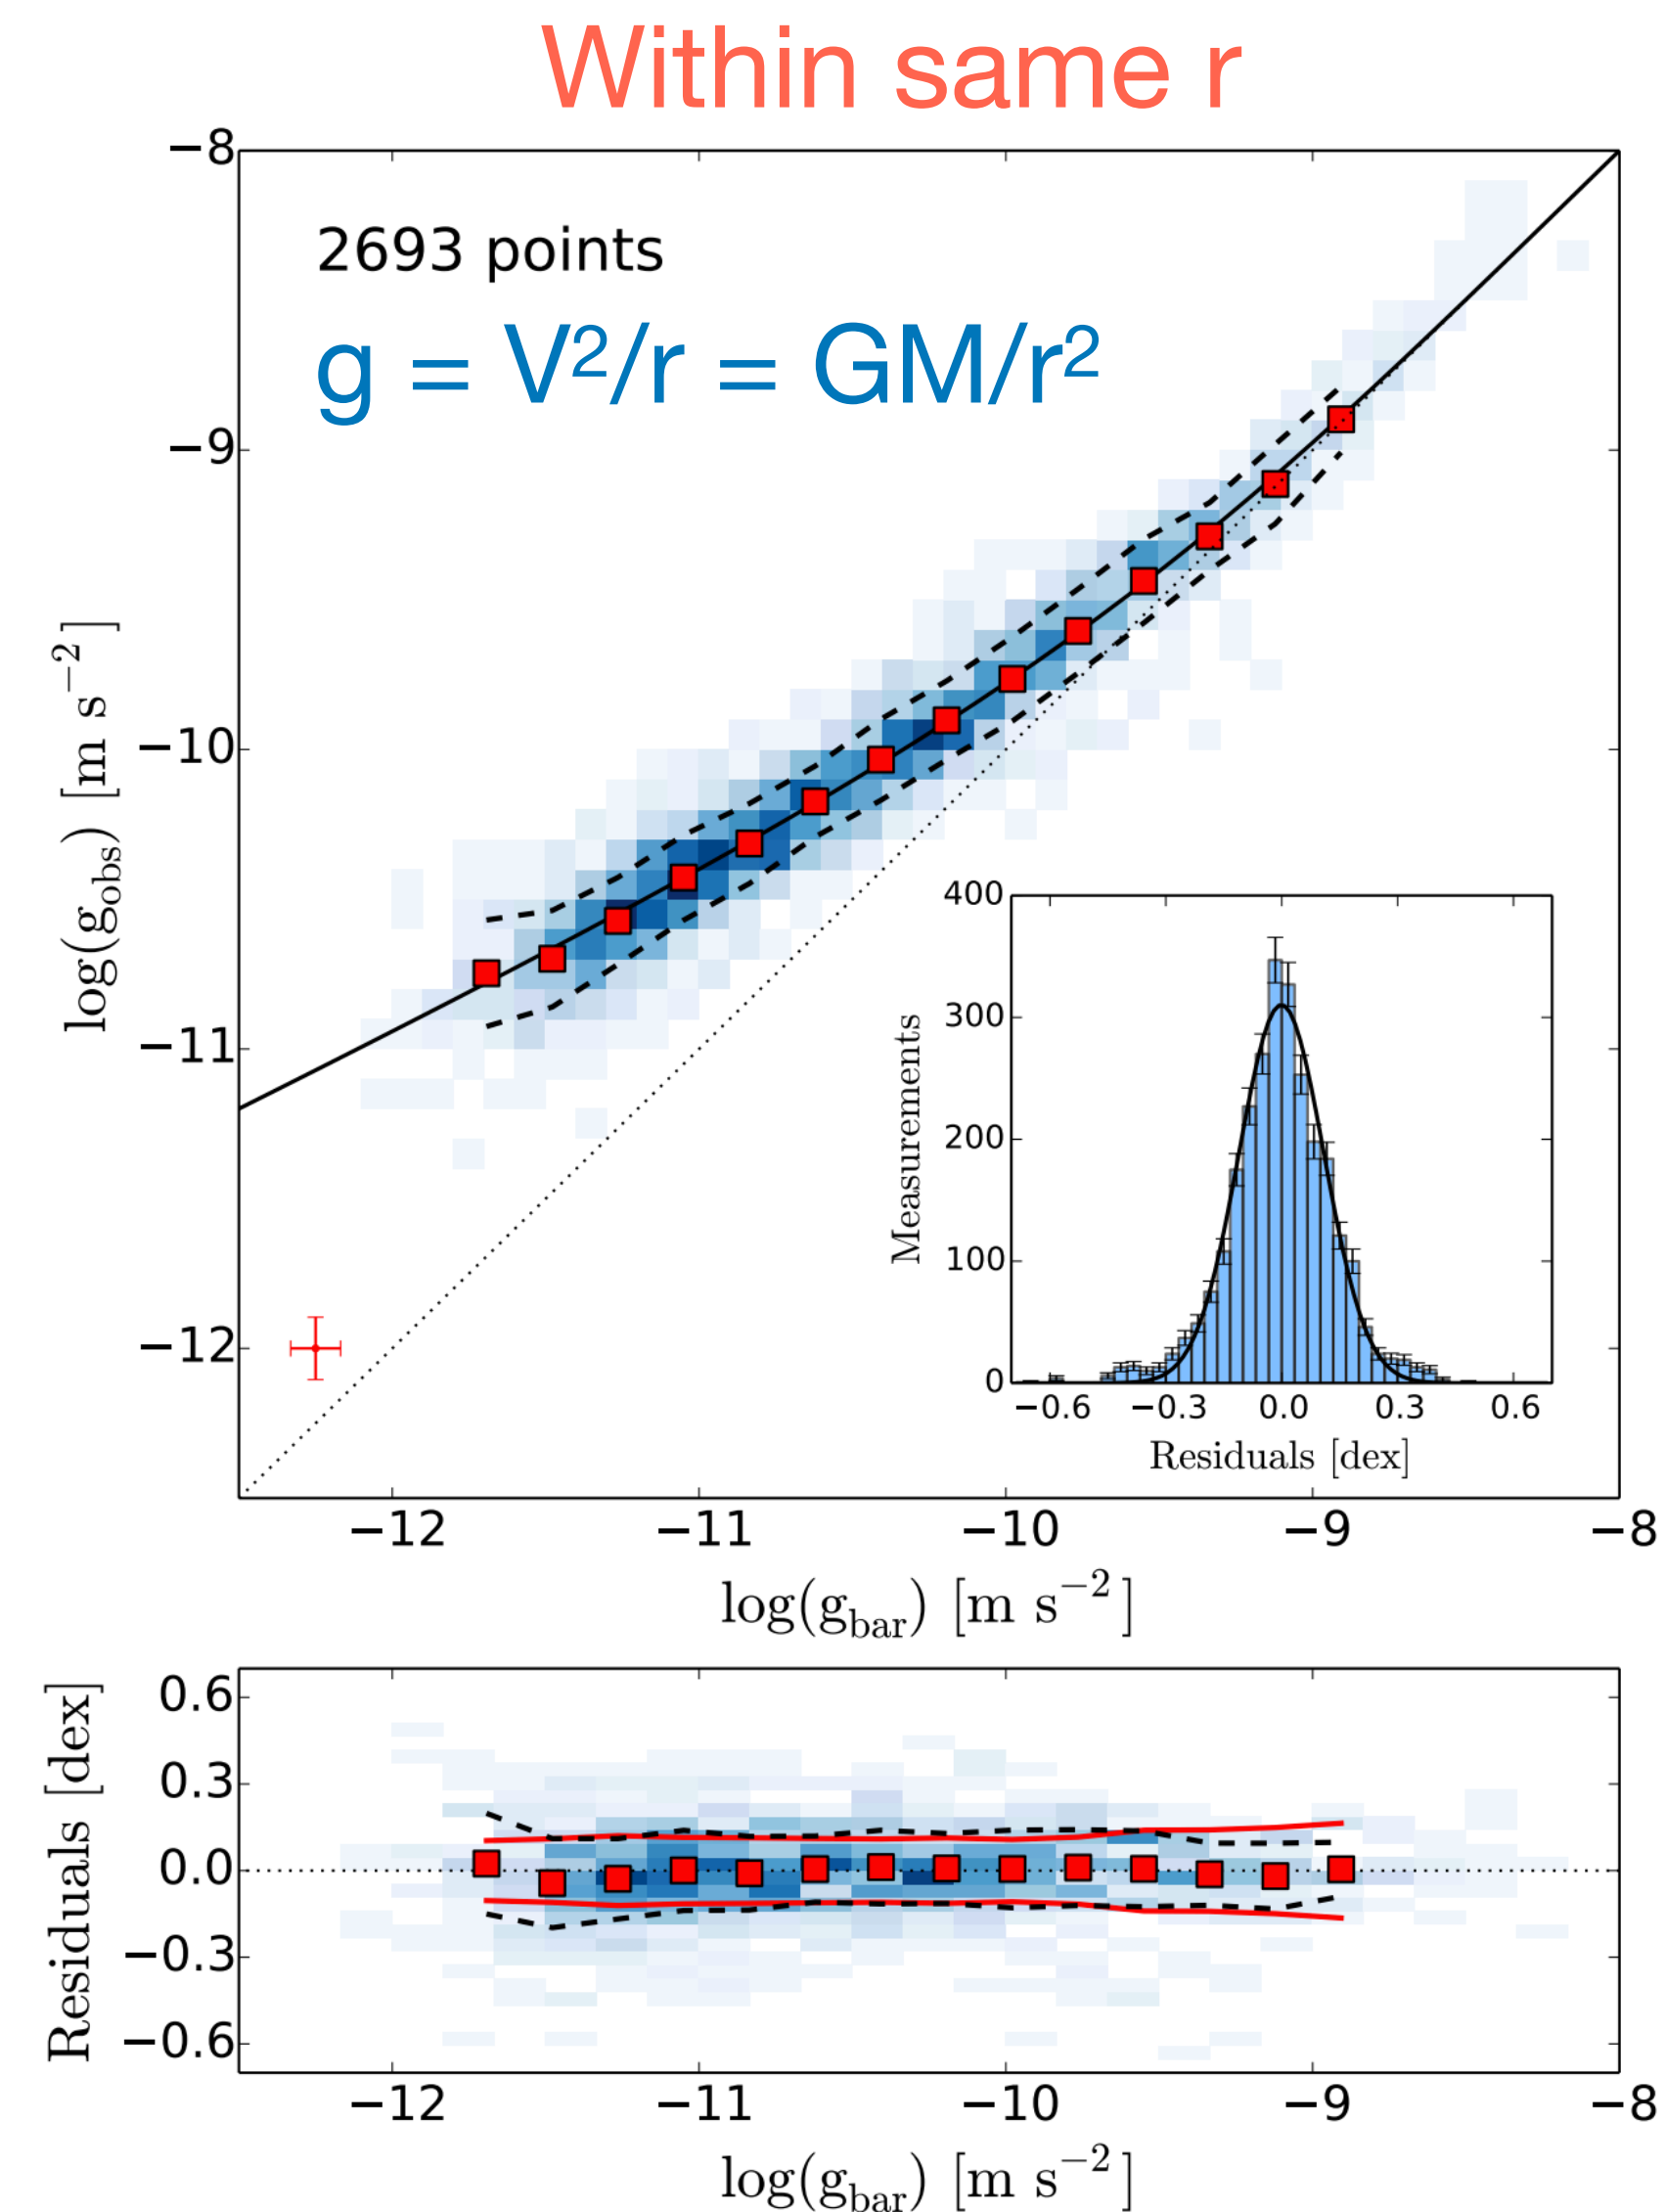 Within same r
2693 points
g = V²/r = GM/r²
log(g_obs) [m s⁻²]
−8
−9
−10
−11
−12
400
300
200
100
0
Measurements
−0.6 −0.3 0.0 0.3 0.6
Residuals [dex]
−12 −11 −10 −9 −8
log(g_bar) [m s⁻²]
Residuals [dex]
0.6
0.3
0.0
−0.3
−0.6
−12 −11 −10 −9 −8
log(g_bar) [m s⁻²]